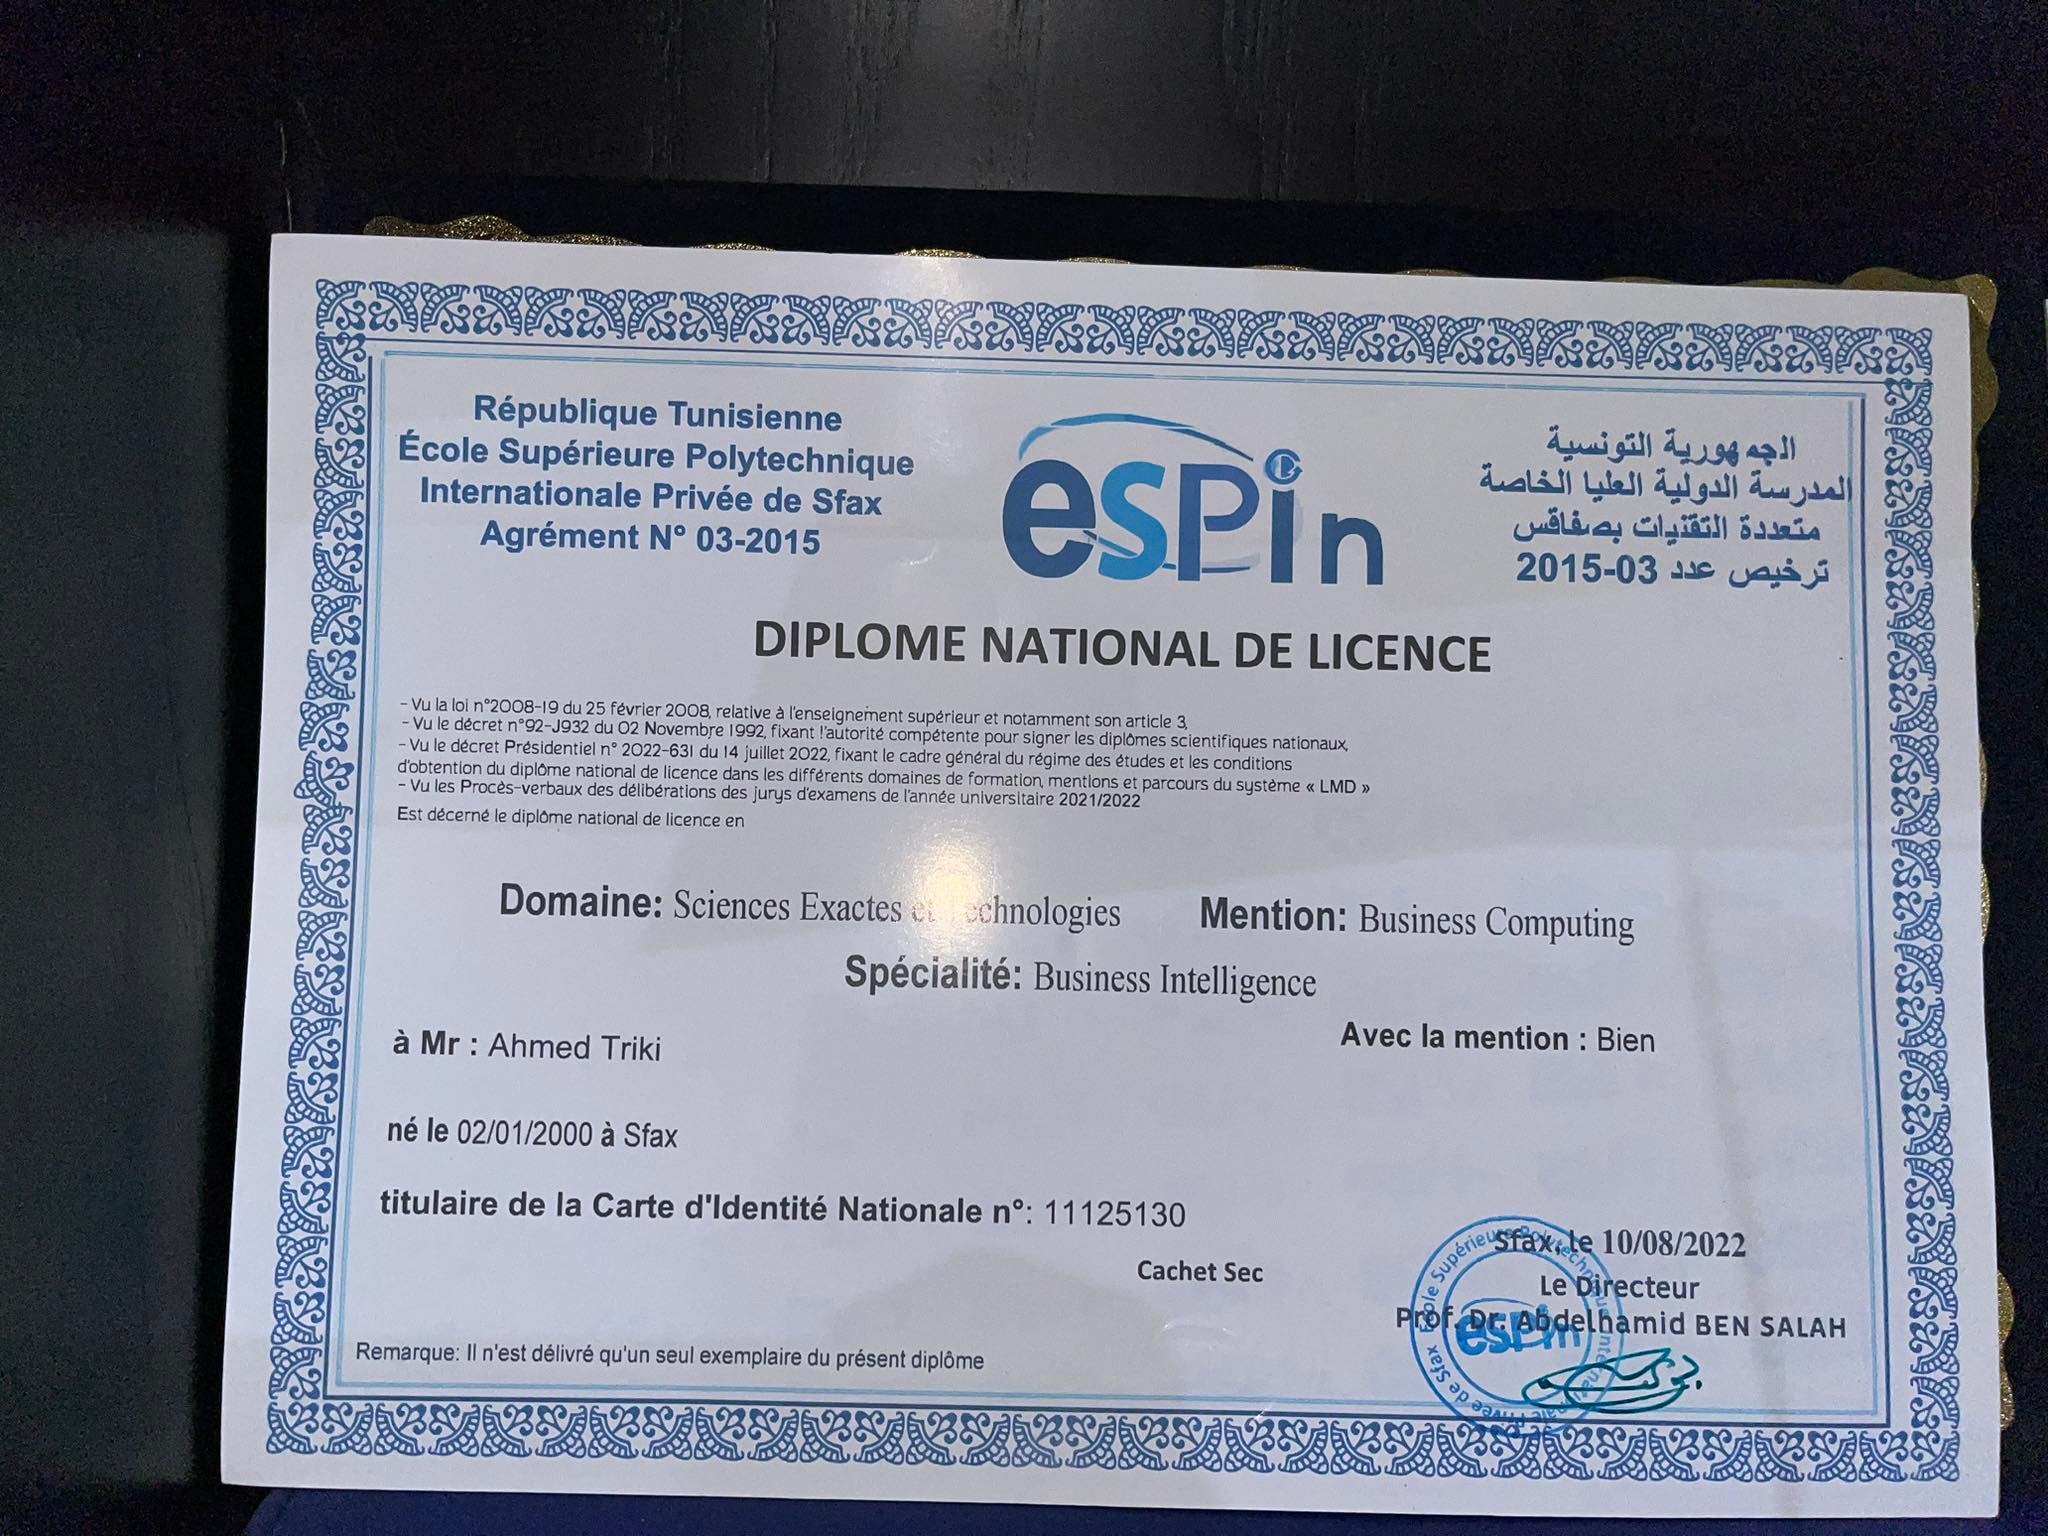 République Tunisienne
École Supérieure Polytechnique
Internationale Privée de Sfax
Agrément N° 03-2015
esPin
الجمهورية التونسية
المدرسة الدولية العليا الخاصة
متعددة التقنيات بصفاقس
ترخيص عدد 03-2015
DIPLOME NATIONAL DE LICENCE
- Vu la loi n°2008-19 du 25 février 2008, relative à l'enseignement supérieur et notamment son article 3,
- Vu le décret n°92-J932 du 02 Novembre 1992, fixant l'autorité compétente pour signer les diplômes scientifiques nationaux,
- Vu le décret Présidentiel n° 2022-631 du 14 juillet 2022, fixant le cadre général du régime des études et les conditions
d'obtention du diplôme national de licence dans les différents domaines de formation, mentions et parcours du système « LMD »
- Vu les Procès-verbaux des délibérations des jurys d'examens de l'année universitaire 2021/2022
Est décerné le diplôme national de licence en
Domaine: Sciences Exactes et Technologies Mention: Business Computing
Spécialité: Business Intelligence
à Mr : Ahmed Triki Avec la mention : Bien
né le 02/01/2000 à Sfax
titulaire de la Carte d'Identité Nationale n°: 11125130
Sfax, le 10/08/2022
Cachet Sec
Le Directeur
Prof. Dr. Abdelhamid BEN SALAH
École Supérieure Polytechnique Internationale Privée de Sfax
esPin
Remarque: Il n'est délivré qu'un seul exemplaire du présent diplôme